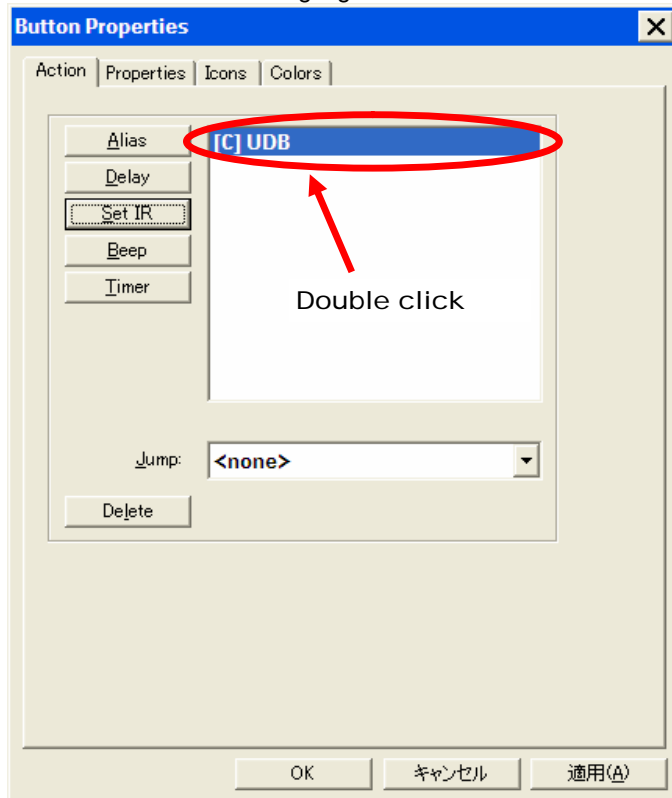 Button Properties
Action Properties Icons Colors
Alias [C] UDB
Delay
Set IR
Beep
Timer
Double click
Jump: <none>
Delete
OK キャンセル 適用(A)